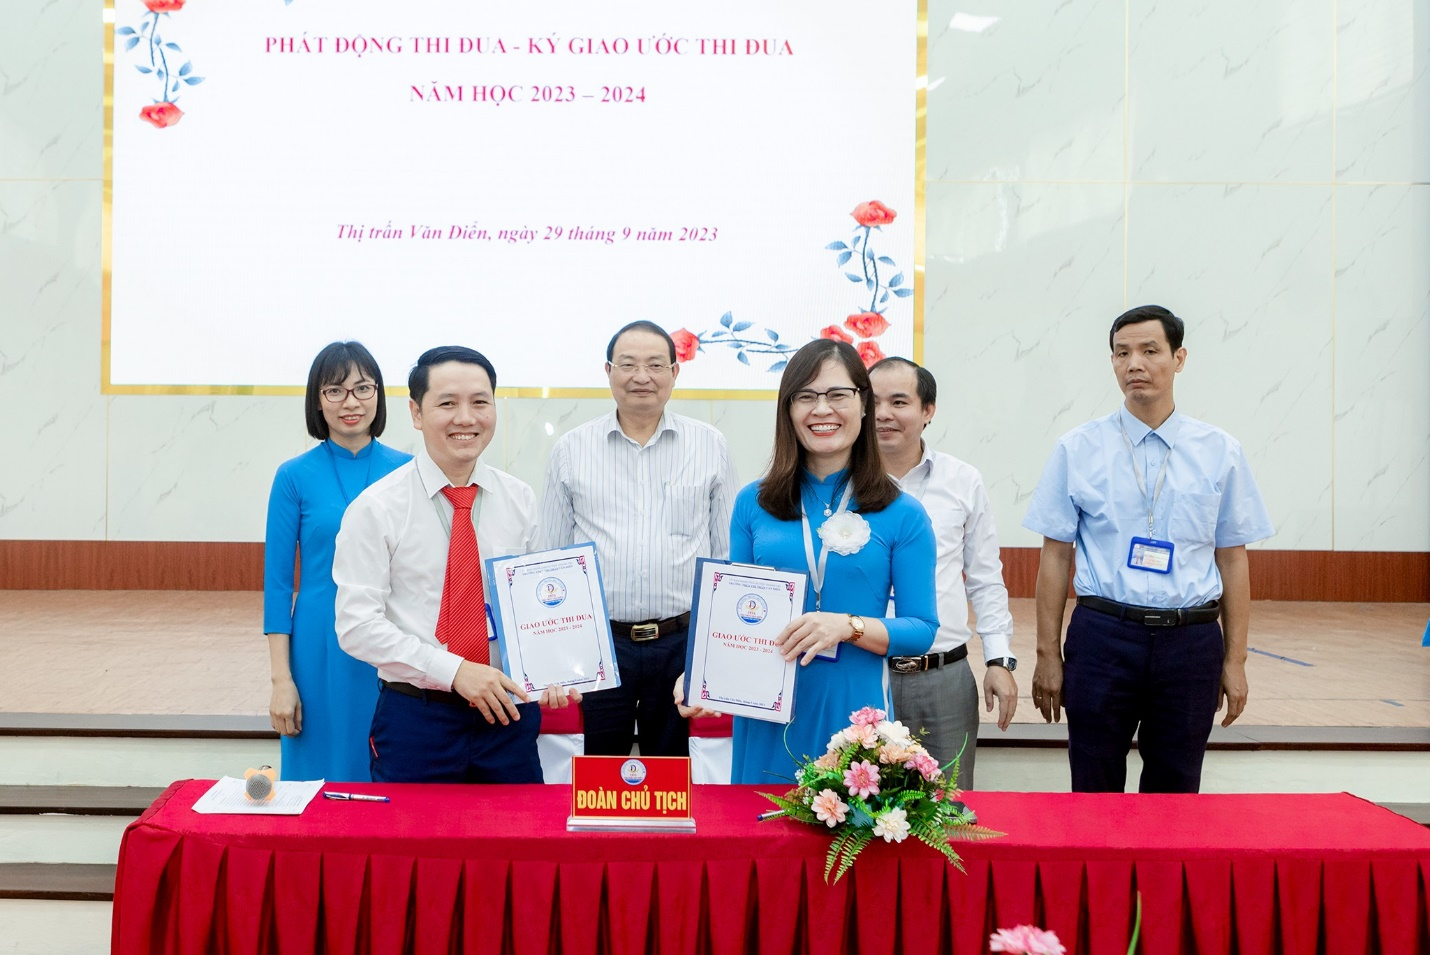 PHÁT ĐỘNG THI ĐUA - KÝ GIAO ƯỚC THI ĐUA
NĂM HỌC 2023 – 2024
Thị trấn Văn Điển, ngày 29 tháng 9 năm 2023
GIAO ƯỚC THI ĐUA
NĂM HỌC 2023 - 2024
GIAO ƯỚC THI Đ
NĂM HỌC 2023 - 2024
ĐOÀN CHỦ TỊCH